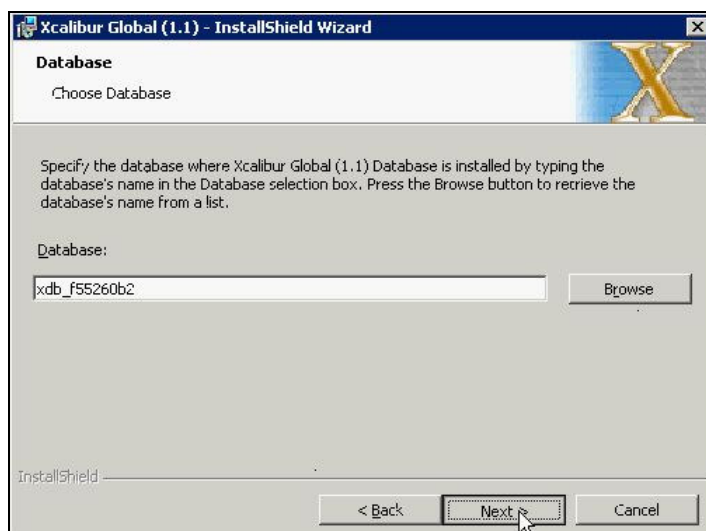 Xcalibur Global (1.1) - InstallShield Wizard
Database
Choose Database
X
Specify the database where Xcalibur Global (1.1) Database is installed by typing the
database's name in the Database selection box. Press the Browse button to retrieve the
database's name from a list.
Database:
xdb_f55260b2
Browse
InstallShield
< Back
Next >
Cancel